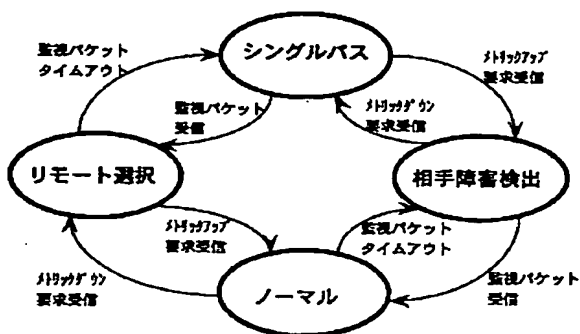 監視パケット
タイムアウト
シングルパス
メトリックアップ
要求受信
監視パケット
受信
メトリックダウン
要求受信
リモート選択
相手障害検出
メトリックアップ
要求受信
監視パケット
タイムアウト
メトリックダウン
要求受信
ノーマル
監視パケット
受信